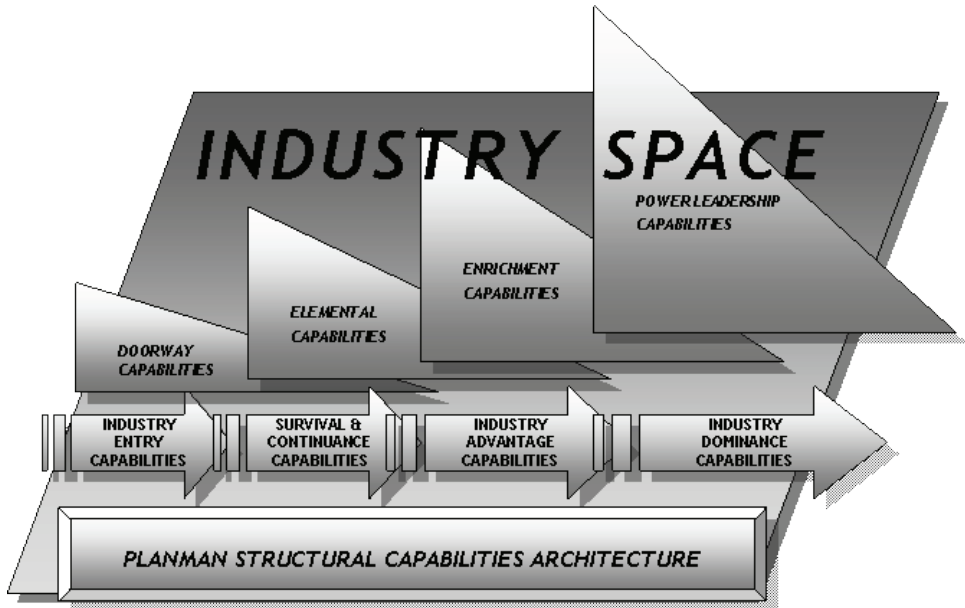 INDUSTRY SPACE
POWER LEADERSHIP
CAPABILITIES
ENRICHMENT
CAPABILITIES
ELEMENTAL
CAPABILITIES
DOORWAY
CAPABILITIES
INDUSTRY
ENTRY
CAPABILITIES
SURVIVAL &
CONTINUANCE
CAPABILITIES
INDUSTRY
ADVANTAGE
CAPABILITIES
INDUSTRY
DOMINANCE
CAPABILITIES
PLANMAN STRUCTURAL CAPABILITIES ARCHITECTURE